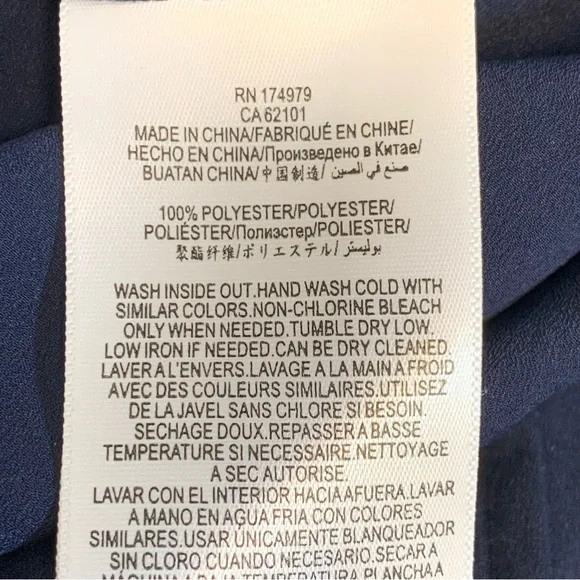 RN 174979
CA 62101
MADE IN CHINA/FABRIQUÉ EN CHINE/
HECHO EN CHINA/Произведено в Китае/
BUATAN CHINA/中国制造/ صنع في الصين
100% POLYESTER/POLYESTER/
POLIÉSTER/Полиэстер/POLIESTER/
聚酯纤维/ポリエステル/ بوليستر
WASH INSIDE OUT.HAND WASH COLD WITH
SIMILAR COLORS.NON-CHLORINE BLEACH
ONLY WHEN NEEDED.TUMBLE DRY LOW.
LOW IRON IF NEEDED.CAN BE DRY CLEANED.
LAVER A L'ENVERS.LAVAGE A LA MAIN A FROID
AVEC DES COULEURS SIMILAIRES.UTILISEZ
DE LA JAVEL SANS CHLORE SI BESOIN.
SECHAGE DOUX.REPASSER A BASSE
TEMPERATURE SI NECESSAIRE.NETTOYAGE
A SEC AUTORISE.
LAVAR CON EL INTERIOR HACIA AFUERA.LAVAR
A MANO EN AGUA FRIA CON COLORES
SIMILARES.USAR ÚNICAMENTE BLANQUEADOR
SIN CLORO CUANDO NECESARIO.SECAR A
MÁQUINA A BAJA TEMPERATURA.PLANCHA A